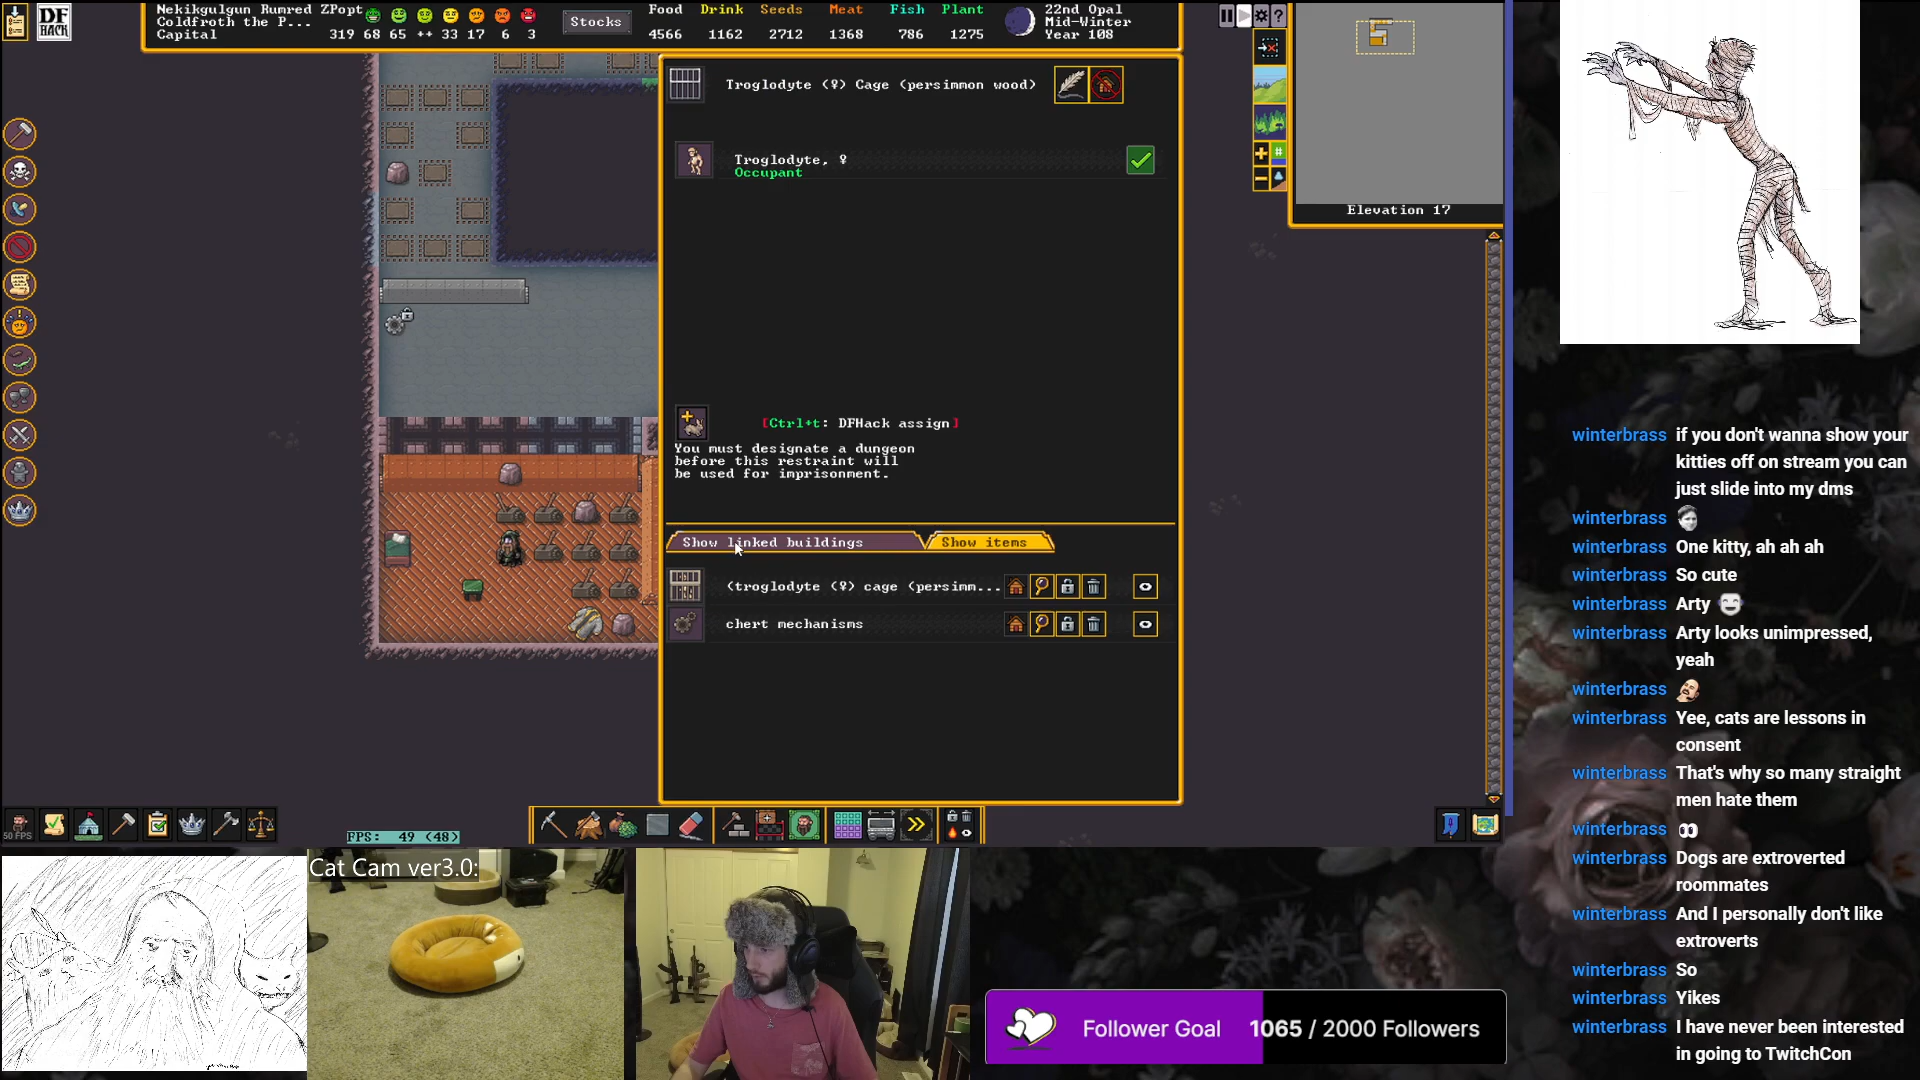 DF
HACK
Nekikgulgun Rumred ZPopt
Coldfroth the P...
Capital
319 68 65 ++ 33 17 6 3
Stocks
Food Drink Seeds Meat Fish Plant
4566 1162 2712 1368 786 1275
22nd Opal
Mid-Winter
Year 108
Elevation 17
Troglodyte (♀) Cage (persimmon wood)
Troglodyte, ♀
Occupant
[Ctrl+t: DFHack assign]
You must designate a dungeon
before this restraint will
be used for imprisonment.
Show linked buildings
Show items
(troglodyte (♀) cage (persimm...
chert mechanisms
50 FPS
FPS: 49 (48)
Cat Cam ver3.0:
Follower Goal 1065 / 2000 Followers
winterbrass if you don't wanna show your
kitties off on stream you can
just slide into my dms
winterbrass
winterbrass One kitty, ah ah ah
winterbrass So cute
winterbrass Arty
winterbrass Arty looks unimpressed,
yeah
winterbrass
winterbrass Yee, cats are lessons in
consent
winterbrass That's why so many straight
men hate them
winterbrass
winterbrass Dogs are extroverted
roommates
winterbrass And I personally don't like
extroverts
winterbrass So
winterbrass Yikes
winterbrass I have never been interested
in going to TwitchCon